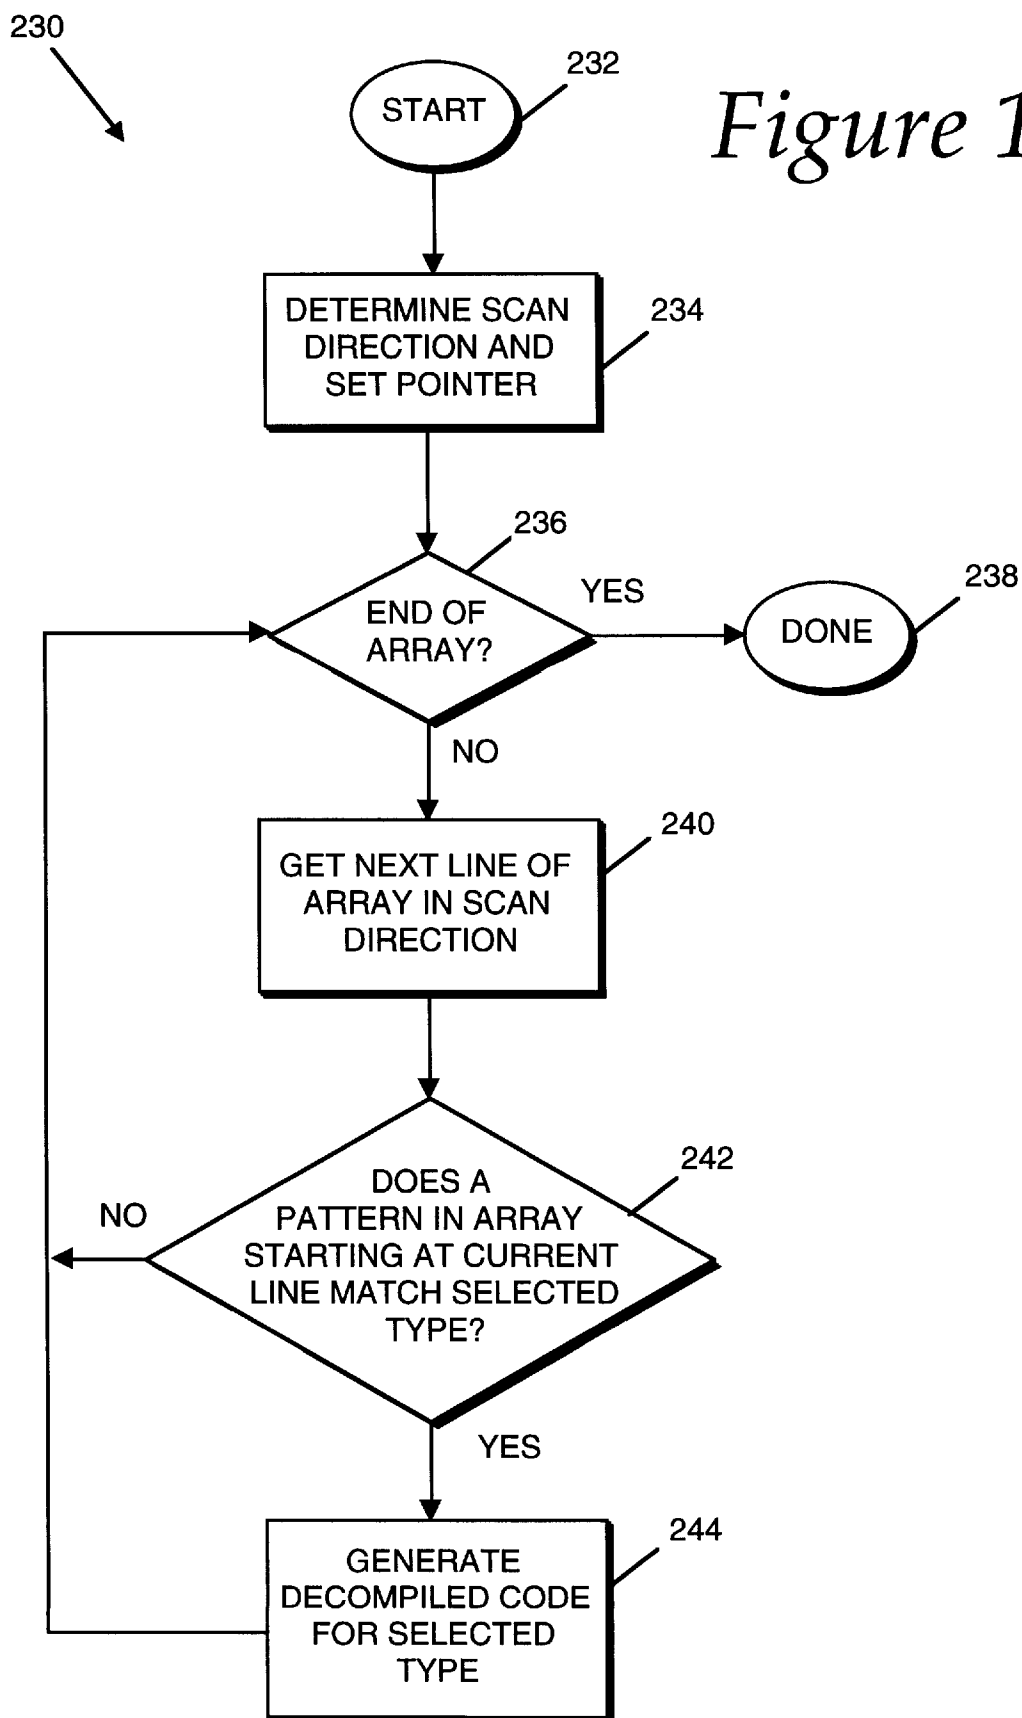 230
START
232
Figure 1
DETERMINE SCAN
DIRECTION AND
SET POINTER
234
236
END OF
ARRAY?
YES
DONE
238
NO
GET NEXT LINE OF
ARRAY IN SCAN
DIRECTION
240
DOES A
PATTERN IN ARRAY
STARTING AT CURRENT
LINE MATCH SELECTED
TYPE?
242
NO
YES
GENERATE
DECOMPILED CODE
FOR SELECTED
TYPE
244